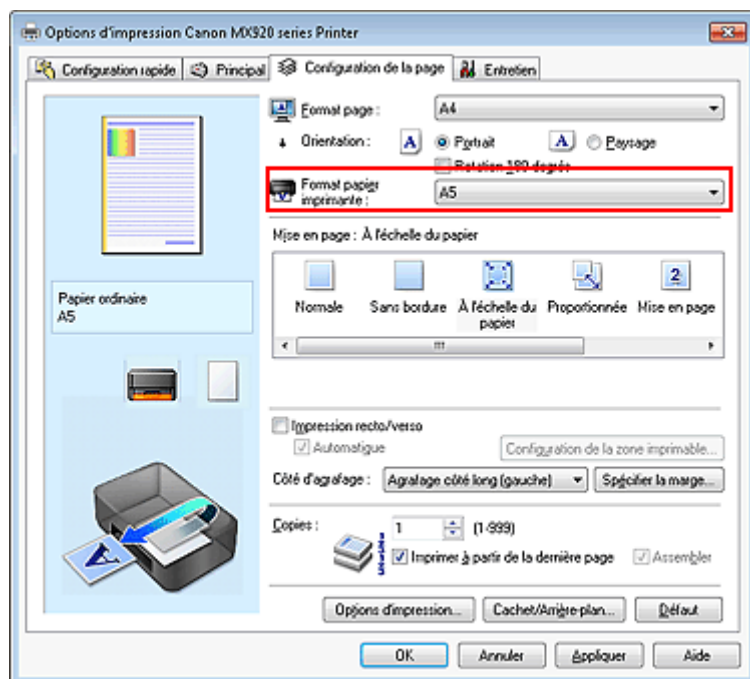 Options d'impression Canon MX920 series Printer
Configuration rapide Principal Configuration de la page Entretien
Format page : A4
Orientation : A Portrait A Paysage
Rotation 180 degrés
Format papier
imprimante : A5
Mise en page : À l'échelle du papier
2
Normale Sans bordure À l'échelle du
papier Proportionnée Mise en page
Papier ordinaire
A5
Impression recto/verso
Automatique Configuration de la zone imprimable...
Côté d'agrafage : Agrafage côté long (gauche) Spécifier la marge...
Copies : 1 (1-999)
Imprimer à partir de la dernière page Assembler
Options d'impression... Cachet/Arrière-plan... Défaut
OK Annuler Appliquer Aide